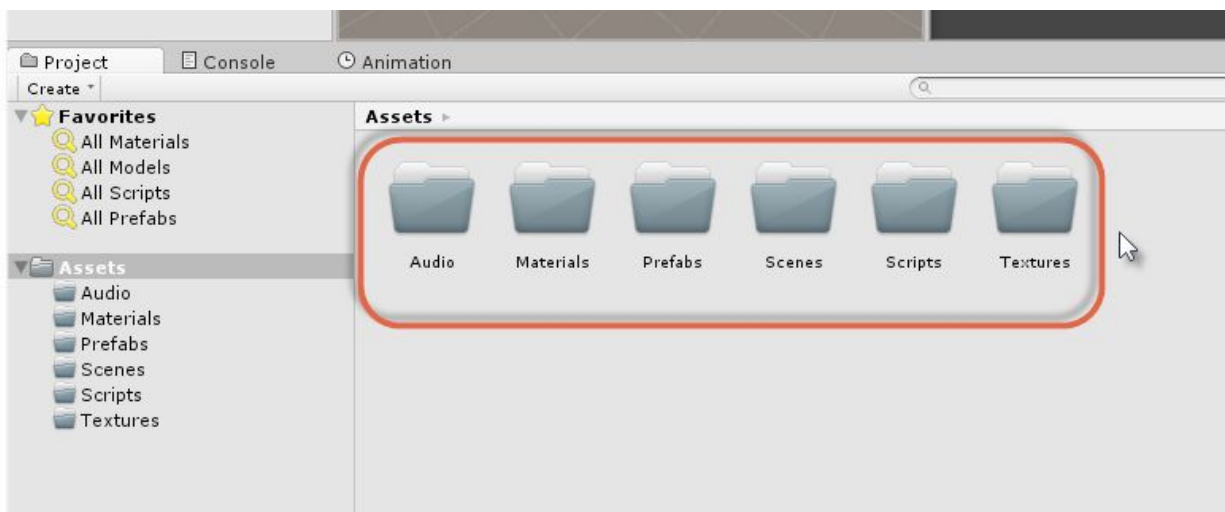 Project Console Animation
Create
Favorites
All Materials
All Models
All Scripts
All Prefabs
Assets
Audio
Materials
Prefabs
Scenes
Scripts
Textures
Assets
Audio Materials Prefabs Scenes Scripts Textures